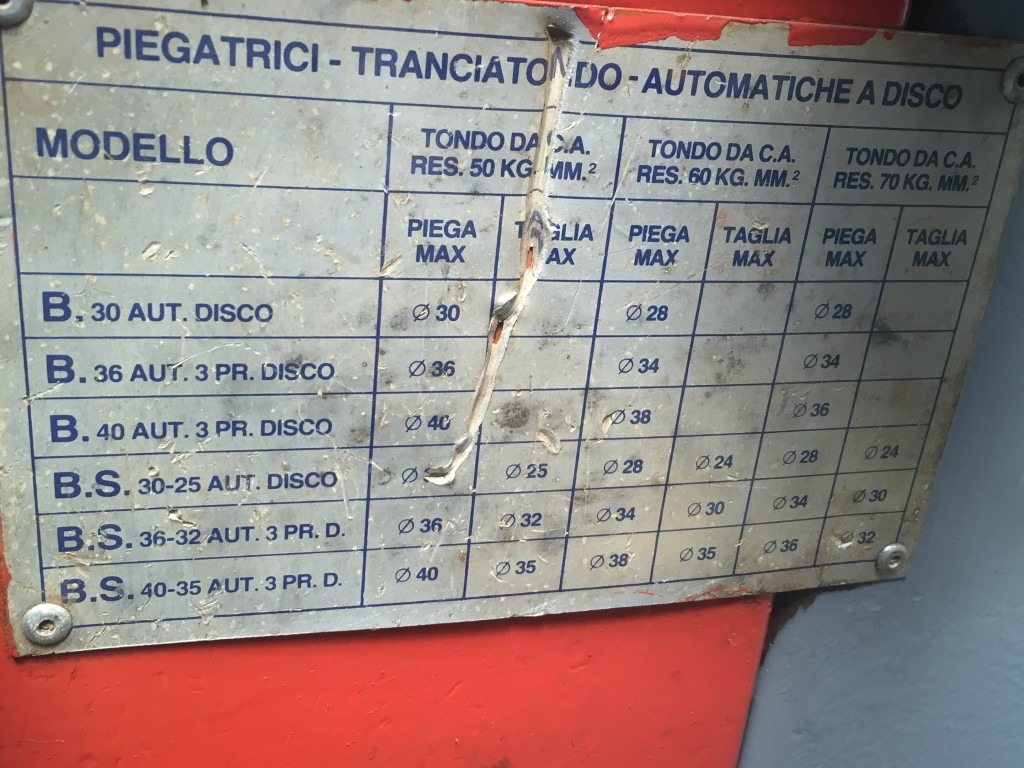 PIEGATRICI - TRANCIATONDO - AUTOMATICHE A DISCO
MODELLO
TONDO DA C.A.
RES. 50 KG. MM.²
TONDO DA C.A.
RES. 60 KG. MM.²
TONDO DA C.A.
RES. 70 KG. MM.²
PIEGA MAX TAGLIA MAX PIEGA MAX TAGLIA MAX PIEGA MAX TAGLIA MAX
B. 30 AUT. DISCO ∅ 30 ∅ 28 ∅ 28
B. 36 AUT. 3 PR. DISCO ∅ 36 ∅ 34 ∅ 34
B. 40 AUT. 3 PR. DISCO ∅ 40 ∅ 38 ∅ 36
B.S. 30-25 AUT. DISCO ∅ ∅ 25 ∅ 28 ∅ 24 ∅ 28 ∅ 24
B.S. 36-32 AUT. 3 PR. D. ∅ 36 ∅ 32 ∅ 34 ∅ 30 ∅ 34 ∅ 30
B.S. 40-35 AUT. 3 PR. D. ∅ 40 ∅ 35 ∅ 38 ∅ 35 ∅ 36 ∅ 32